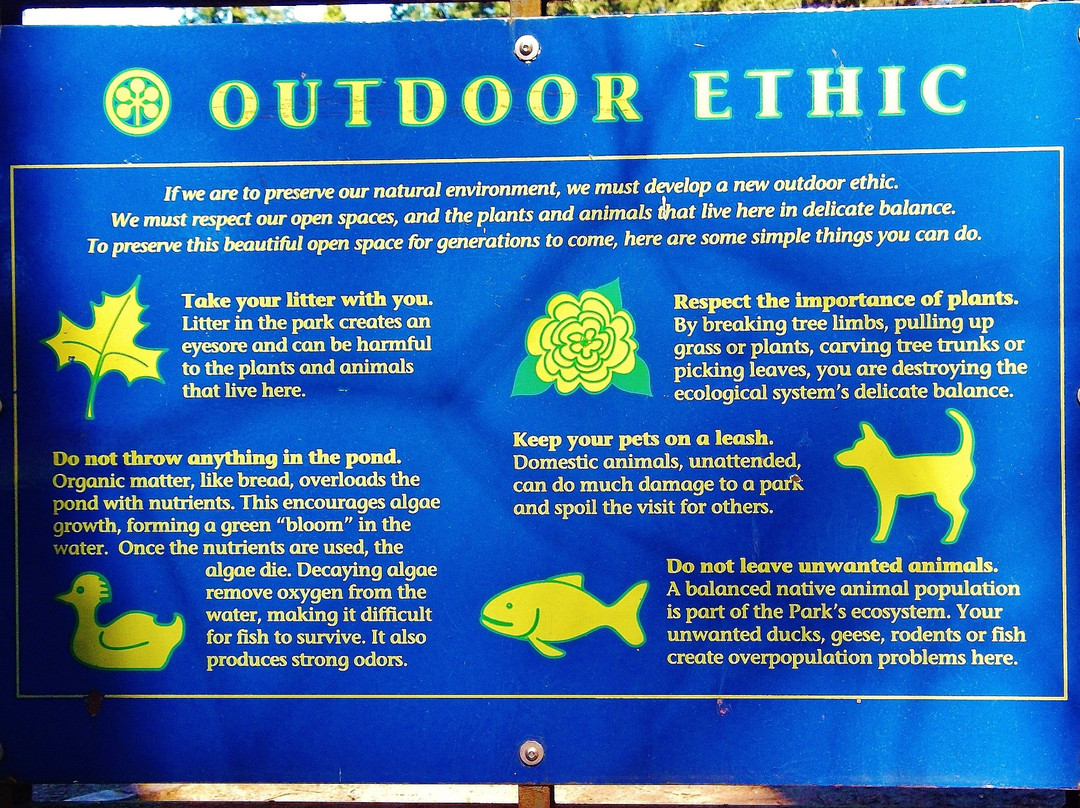 OUTDOOR ETHIC
If we are to preserve our natural environment, we must develop a new outdoor ethic.
We must respect our open spaces, and the plants and animals that live here in delicate balance.
To preserve this beautiful open space for generations to come, here are some simple things you can do.
Take your litter with you.
Litter in the park creates an
eyesore and can be harmful
to the plants and animals
that live here.
Do not throw anything in the pond.
Organic matter, like bread, overloads the
pond with nutrients. This encourages algae
growth, forming a green “bloom” in the
water. Once the nutrients are used, the
algae die. Decaying algae
remove oxygen from the
water, making it difficult
for fish to survive. It also
produces strong odors.
Respect the importance of plants.
By breaking tree limbs, pulling up
grass or plants, carving tree trunks or
picking leaves, you are destroying the
ecological system’s delicate balance.
Keep your pets on a leash.
Domestic animals, unattended,
can do much damage to a park
and spoil the visit for others.
Do not leave unwanted animals.
A balanced native animal population
is part of the Park’s ecosystem. Your
unwanted ducks, geese, rodents or fish
create overpopulation problems here.